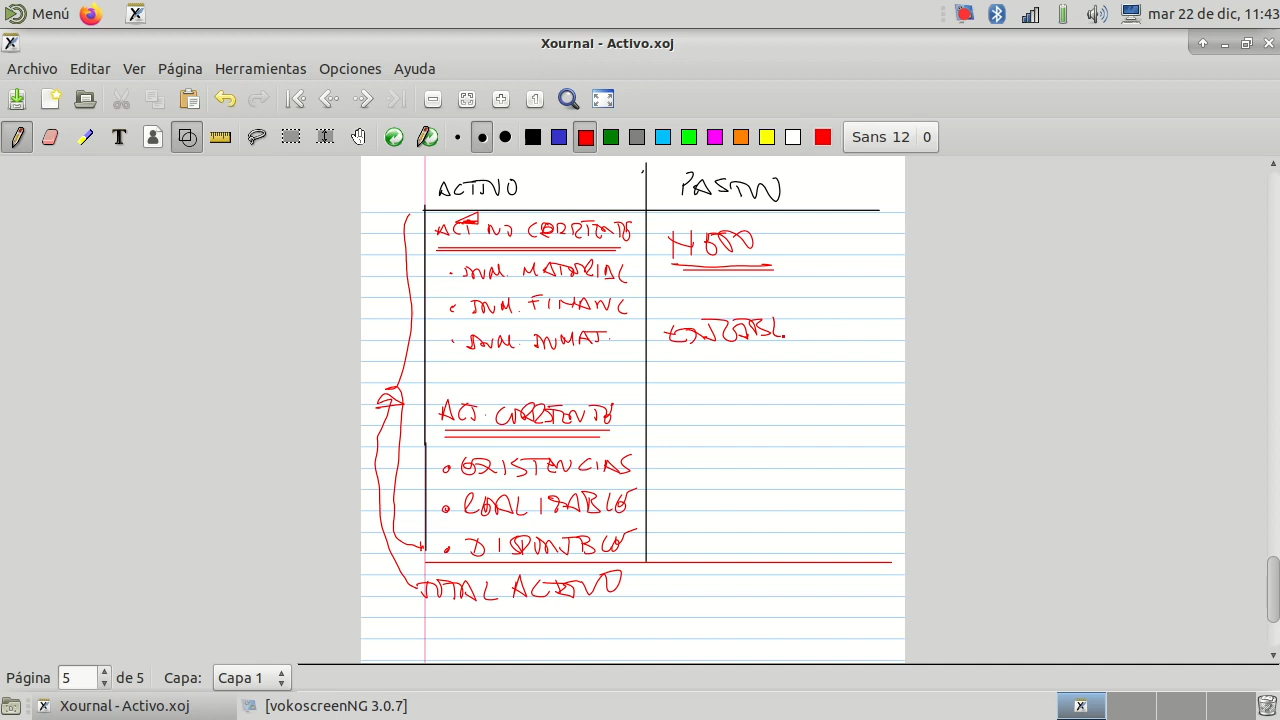 Menú mar 22 de dic, 11:43
Xournal - Activo.xoj
Archivo Editar Ver Página Herramientas Opciones Ayuda
T Sans 12 0
ACTIVO PASIVO
ACT NO CORRIENTE
· INM. MATERIAL
· INM. FINANC
· INM. INMAT.
ACT. CORRIENTE
• EXISTENCIAS
• REALIZABLE
• DISPONIBLE
TOTAL ACTIVO
Página 5 de 5 Capa: Capa 1
Xournal - Activo.xoj [vokoscreenNG 3.0.7]